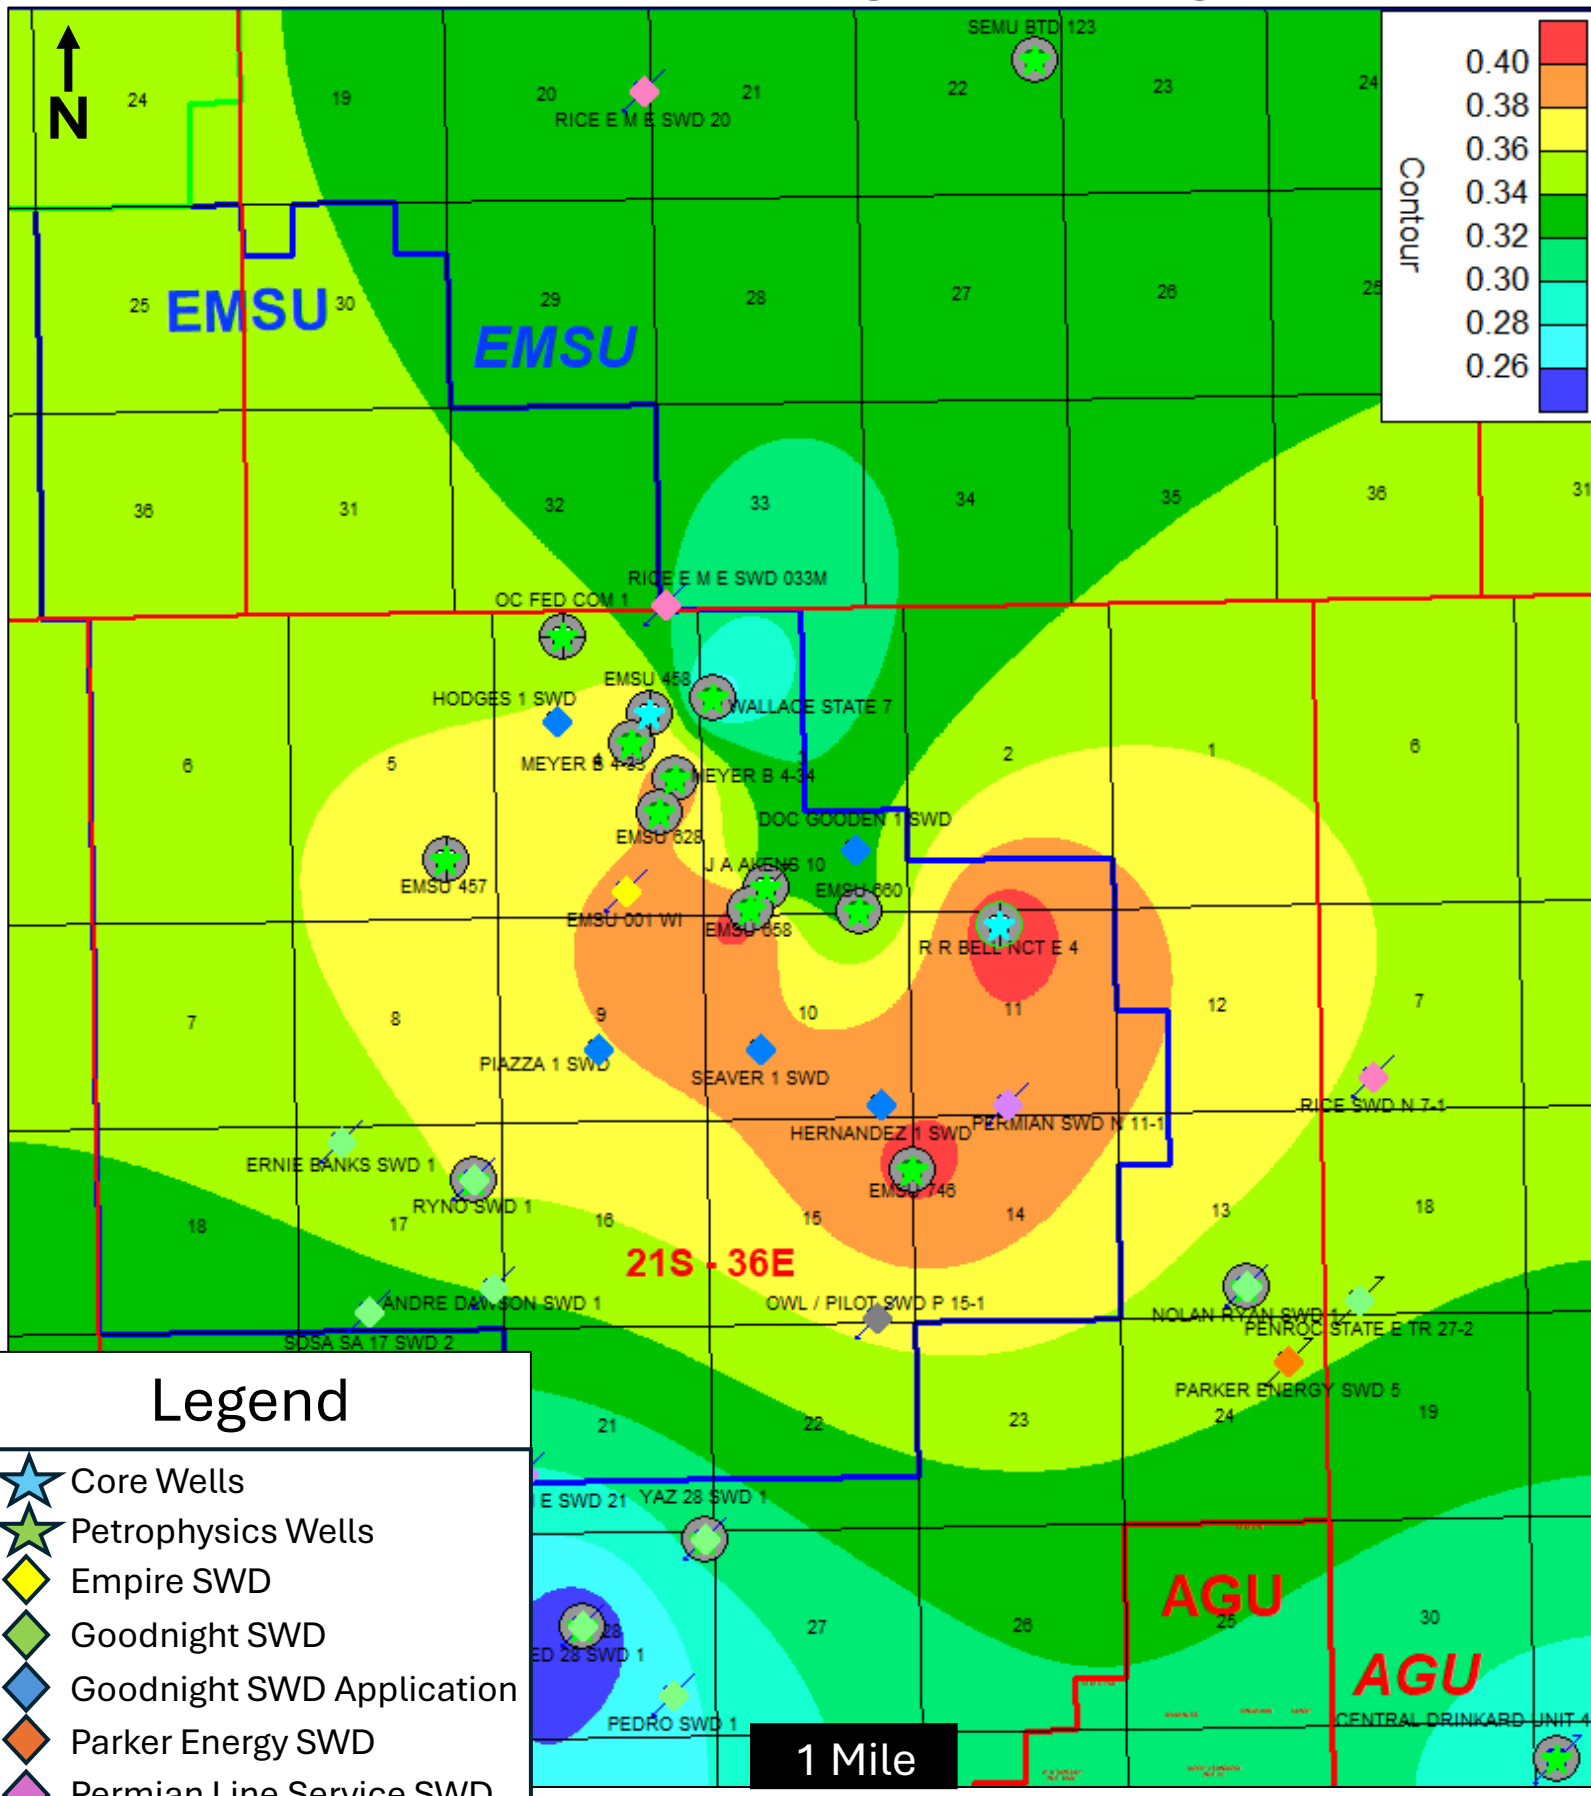 SEMU BTD 123
N
24
19
20
21
22
23
24
RICE E M E SWD 20
Contour
0.40
0.38
0.36
0.34
0.32
0.30
0.28
0.26
25
EMSU
30
29
28
27
26
25
EMSU
36
31
32
33
34
35
36
31
RICE E M E SWD 033M
OC FED COM 1
EMSU 458
HODGES 1 SWD
WALLACE STATE 7
6
5
MEYER B 4-23
2
1
6
MEYER B 4-34
DOC GOODEN 1 SWD
EMSU 628
J A AKENS 10
EMSU 457
EMSU 660
EMSU 001 WI
EMSU 658
R R BELL NCT E 4
7
8
9
10
11
12
7
PIAZZA 1 SWD
SEAVER 1 SWD
RICE SWD N 7-1
HERNANDEZ 1 SWD
PERMIAN SWD N 11-1
ERNIE BANKS SWD 1
RYNO SWD 1
EMSU 746
18
17
16
15
14
13
18
21S - 36E
ANDRE DAWSON SWD 1
OWL / PILOT SWD P 15-1
NOLAN RYAN SWD 1
PENROC STATE E TR 27-2
SOSA SA 17 SWD 2
PARKER ENERGY SWD 5
21
22
23
24
19
E SWD 21
YAZ 28 SWD 1
AGU
28
27
26
25
30
ED 28 SWD 1
AGU
PEDRO SWD 1
CENTRAL DRINKARD UNIT 4
1 Mile
Legend
Core Wells
Petrophysics Wells
Empire SWD
Goodnight SWD
Goodnight SWD Application
Parker Energy SWD
Permian Line Service SWD